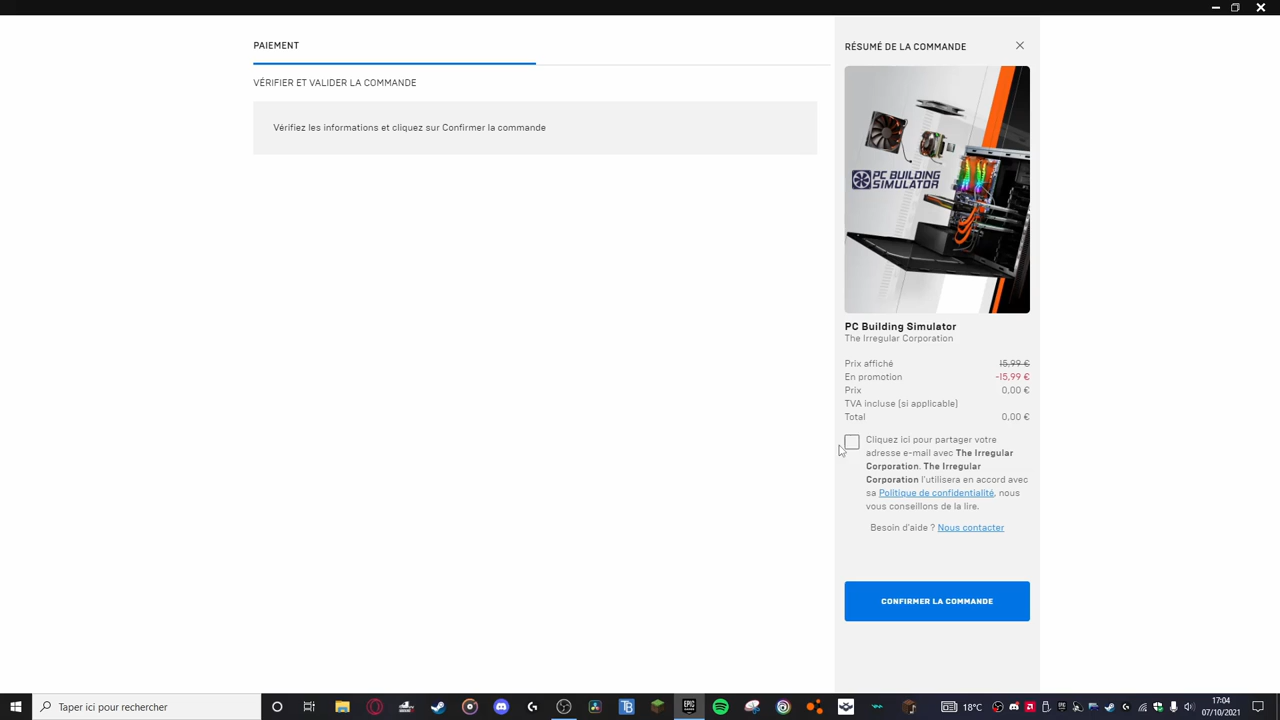 PAIEMENT
VÉRIFIER ET VALIDER LA COMMANDE
Vérifiez les informations et cliquez sur Confirmer la commande
RÉSUMÉ DE LA COMMANDE
PC BUILDING
SIMULATOR
PC Building Simulator
The Irregular Corporation
Prix affiché 15,99 €
En promotion -15,99 €
Prix 0,00 €
TVA incluse (si applicable)
Total 0,00 €
Cliquez ici pour partager votre
adresse e-mail avec The Irregular
Corporation. The Irregular
Corporation l'utilisera en accord avec
sa Politique de confidentialité, nous
vous conseillons de la lire.
Besoin d'aide ? Nous contacter
CONFIRMER LA COMMANDE
Taper ici pour rechercher
EPIC
18°C
17:04
07/10/2021